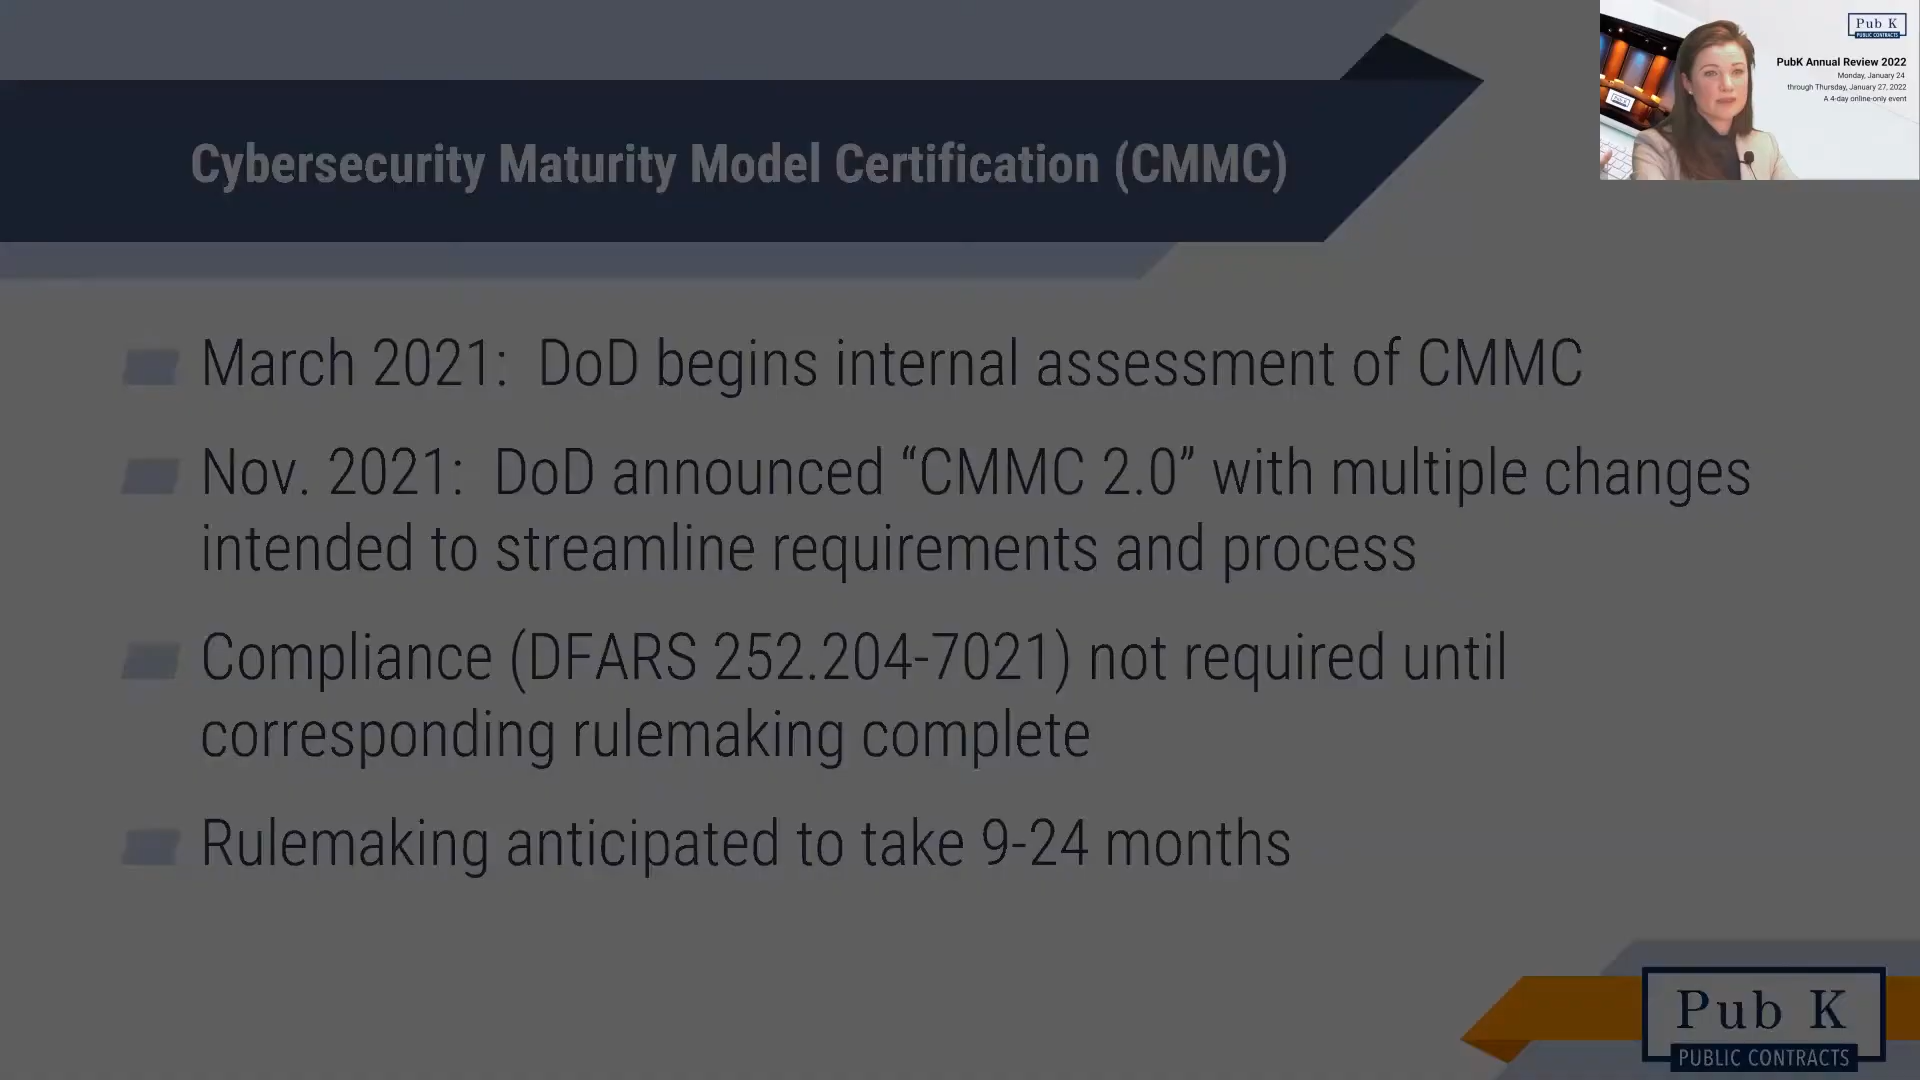 Pub K
PUBLIC CONTRACTS
PubK Annual Review 2022
Monday, January 24
through Thursday, January 27, 2022
A 4-day online-only event
Cybersecurity Maturity Model Certification (CMMC)
March 2021: DoD begins internal assessment of CMMC
Nov. 2021: DoD announced “CMMC 2.0” with multiple changes
intended to streamline requirements and process
Compliance (DFARS 252.204-7021) not required until
corresponding rulemaking complete
Rulemaking anticipated to take 9-24 months
Pub K
PUBLIC CONTRACTS